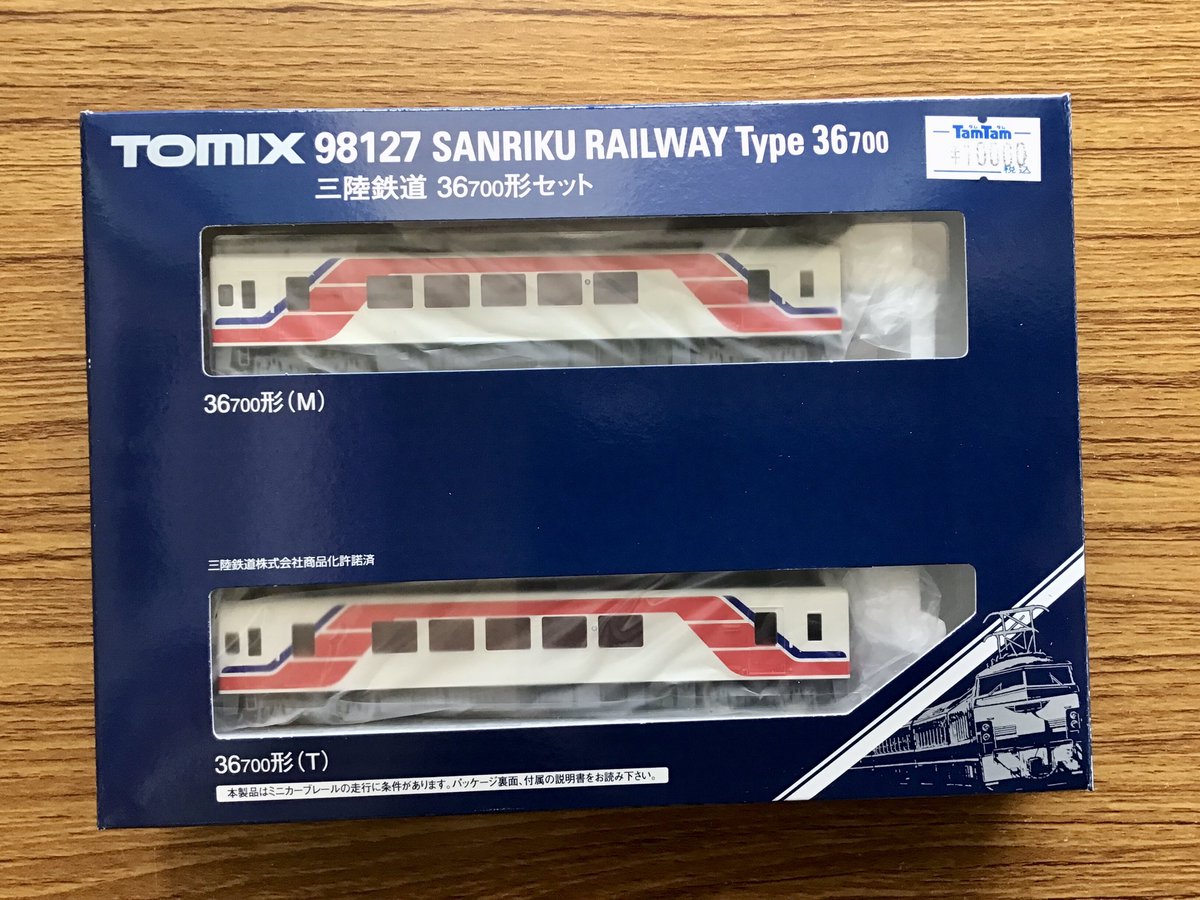 TOMIX 98127 SANRIKU RAILWAY Type 36700
三陸鉄道 36700形セット
タム タム
TamTam
¥10000
税込
36700形(M)
三陸鉄道株式会社商品化許諾済
36700形(T)
本製品はミニカーブレールの走行に条件があります。パッケージ裏面、付属の説明書をお読み下さい。